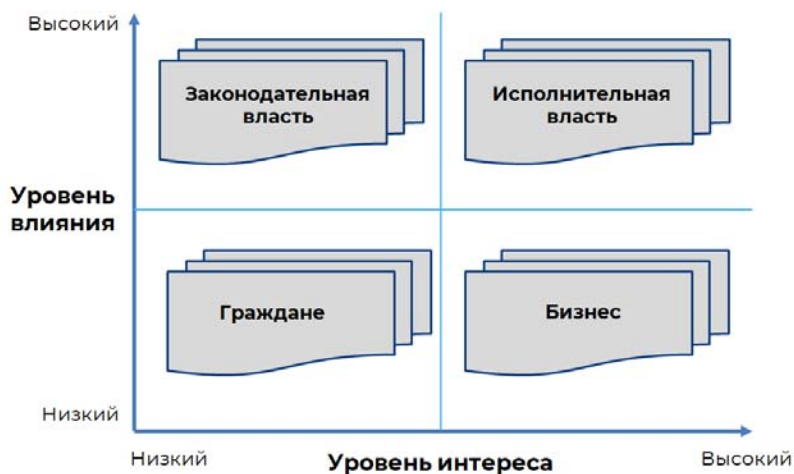 Высокий
Законодательная
власть
Исполнительная
власть
Уровень
влияния
Граждане
Бизнес
Низкий
Низкий
Уровень интереса
Высокий